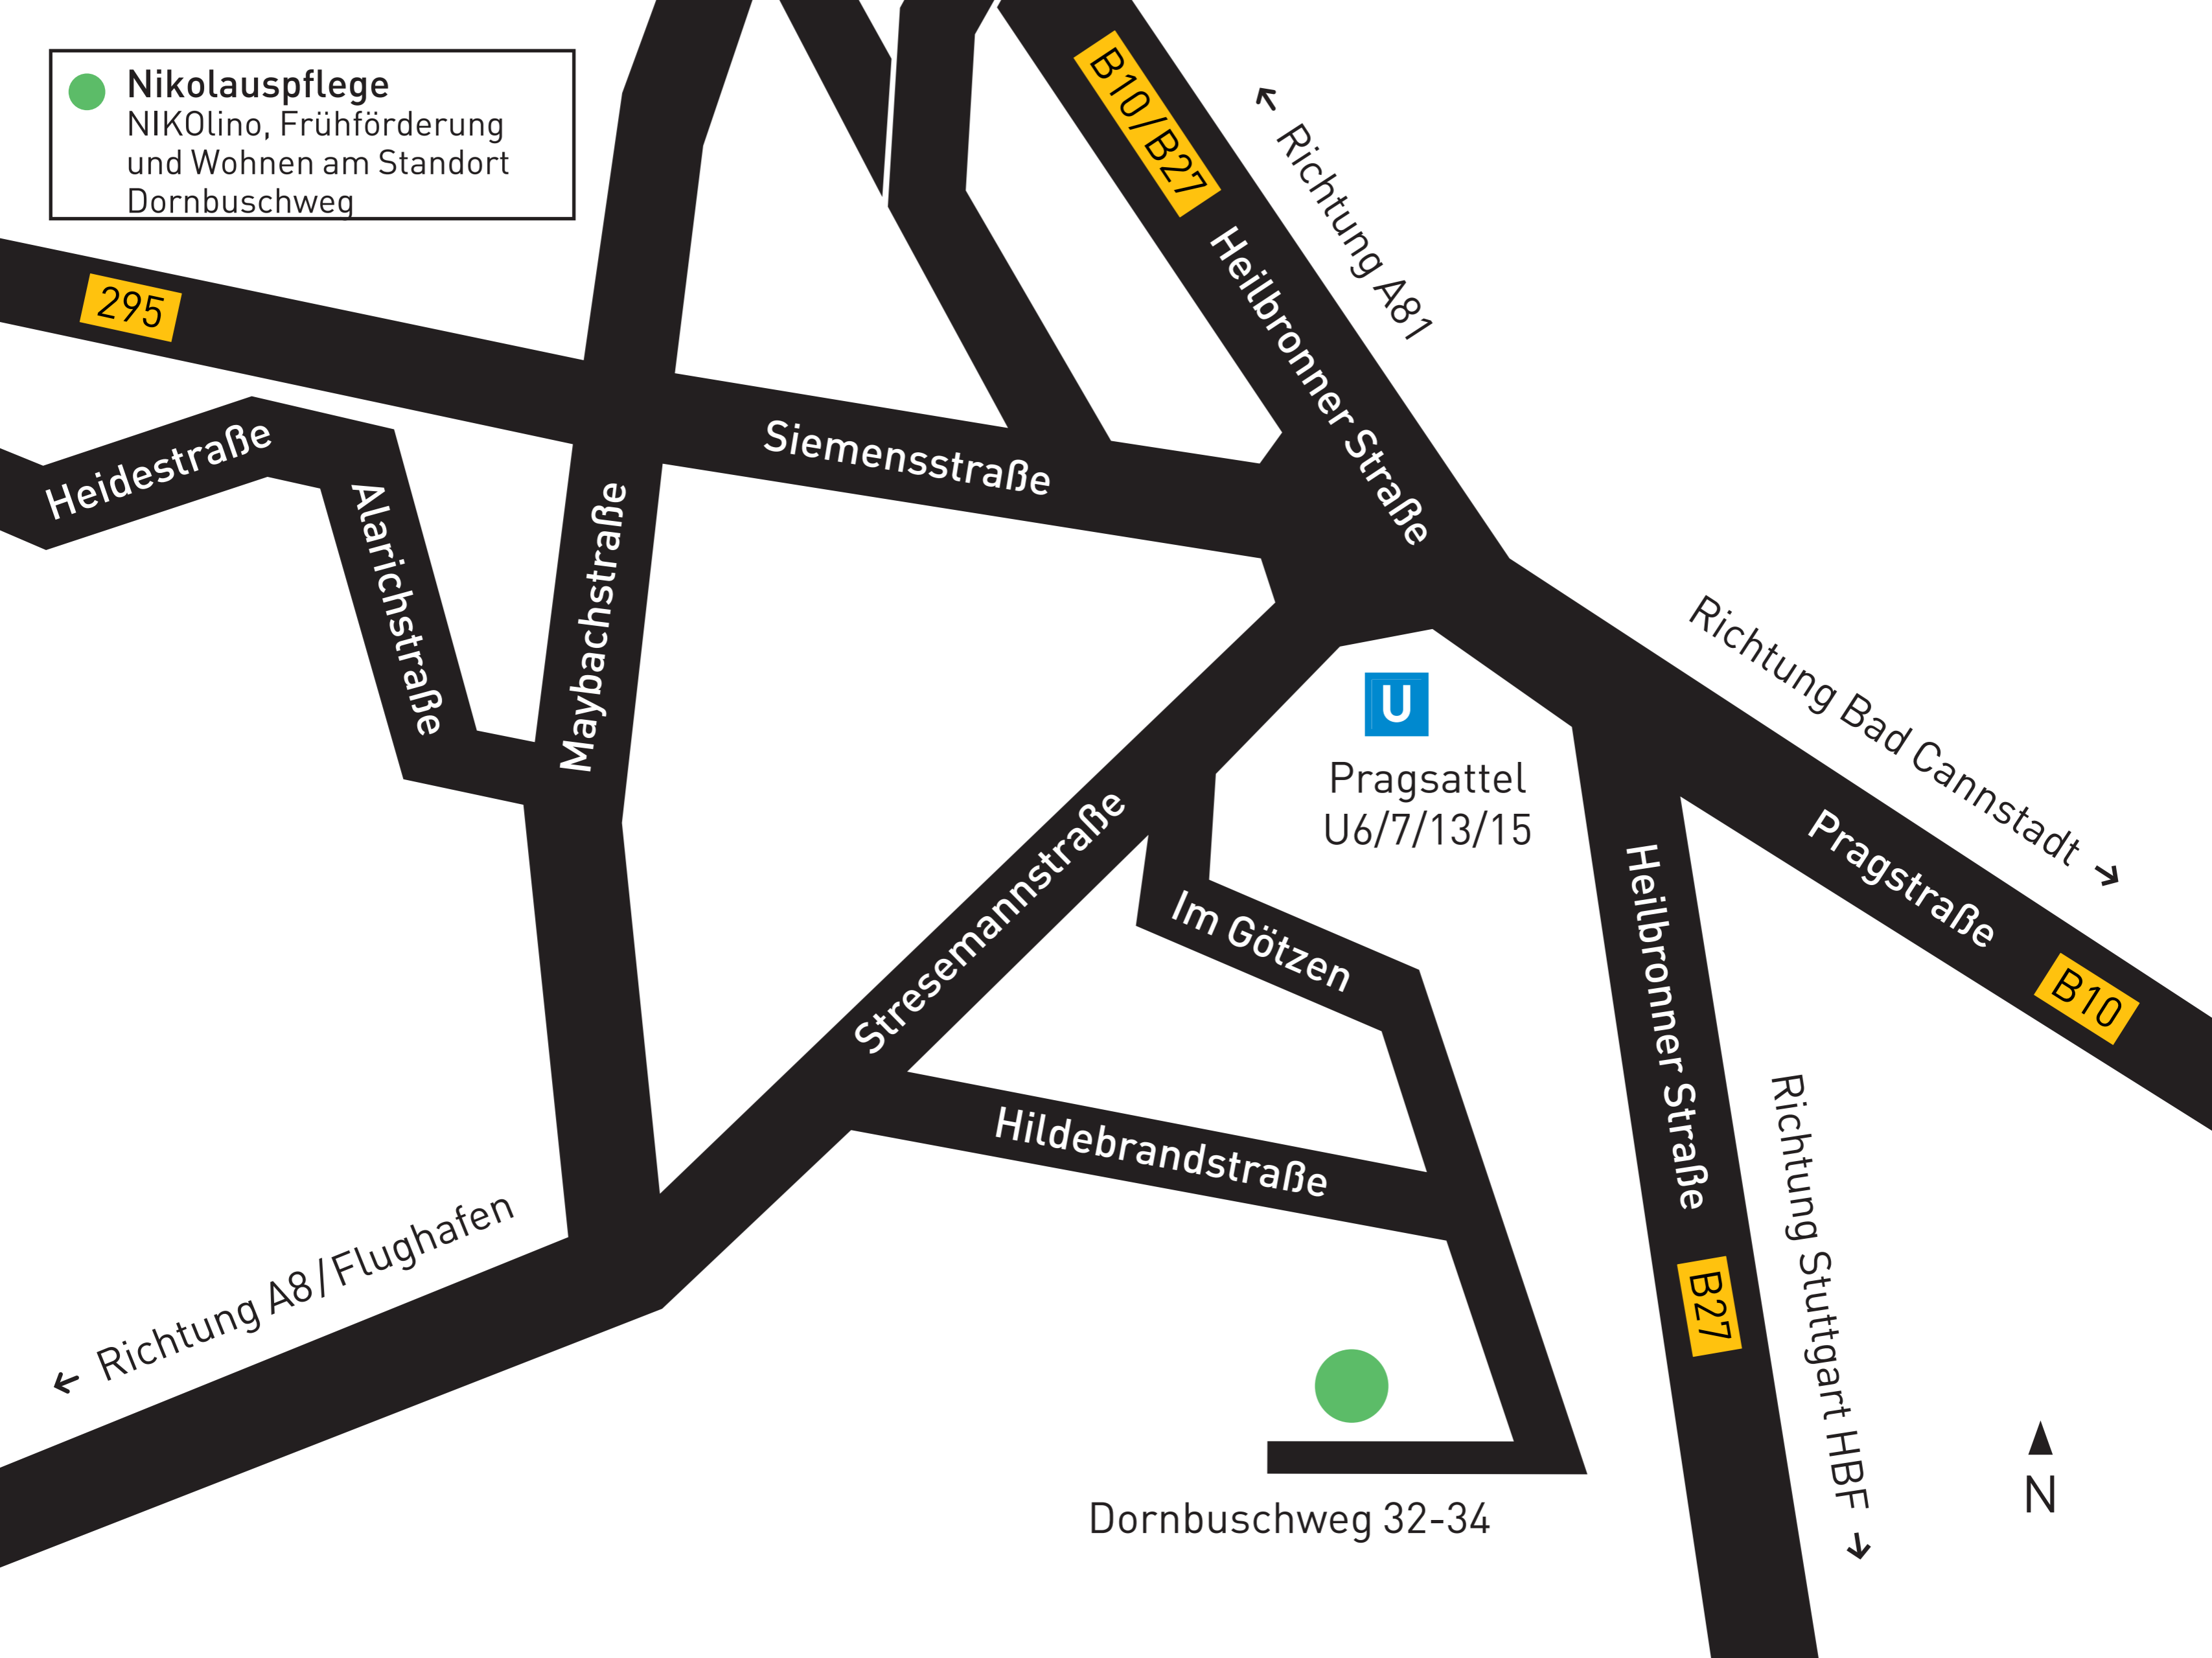 Nikolauspflege
NIKOlino, Frühförderung
und Wohnen am Standort
Dornbuschweg
B10/B27
Richtung A81
Heilbronner Straße
295
Siemensstraße
Heidestraße
Alarichstraße
Maybachstraße
Richtung Bad Cannstadt
U
Pragsattel
U6/7/13/15
Stresemannstraße
Pragstraße
B10
Im Götzen
Heilbronner Straße
Hildebrandstraße
B27
Richtung Stuttgart HBF
Richtung A8/Flughafen
Dornbuschweg 32-34
N